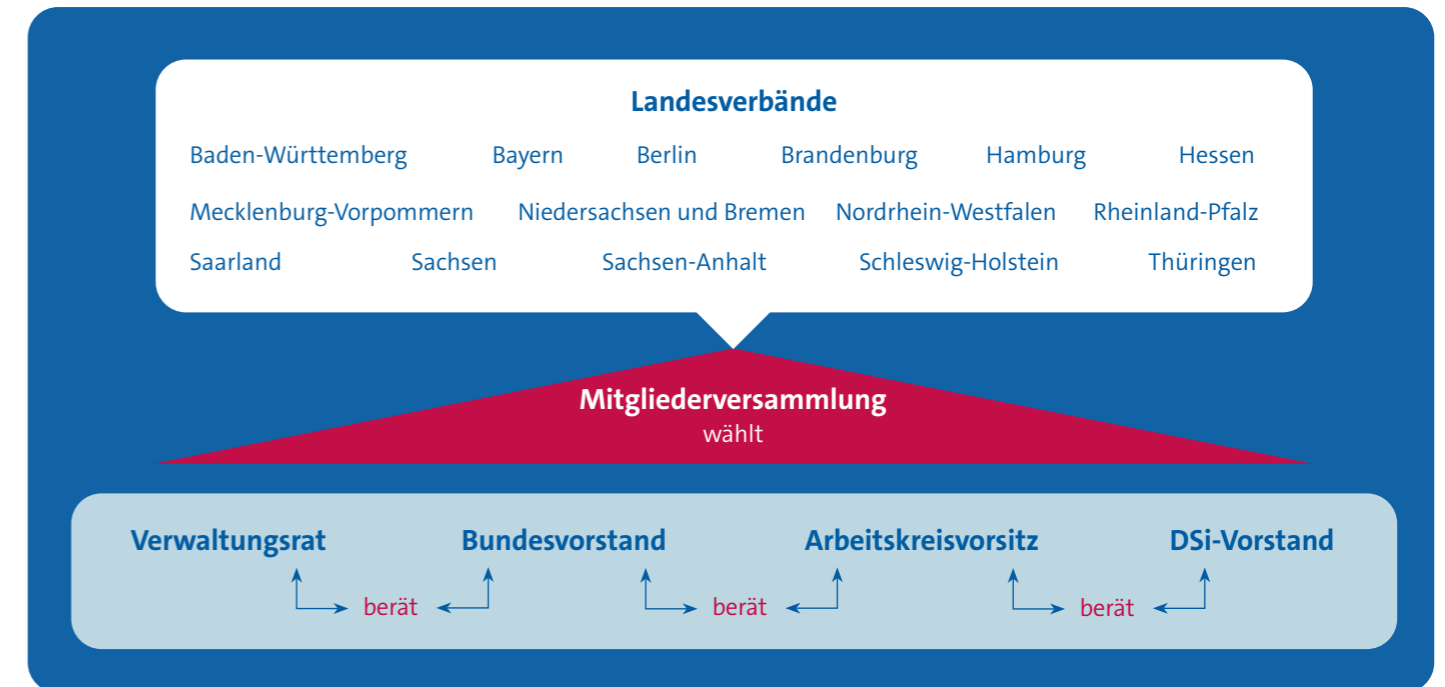 Landesverbände
Baden-Württemberg Bayern Berlin Brandenburg Hamburg Hessen
Mecklenburg-Vorpommern Niedersachsen und Bremen Nordrhein-Westfalen Rheinland-Pfalz
Saarland Sachsen Sachsen-Anhalt Schleswig-Holstein Thüringen
Mitgliederversammlung
wählt
Verwaltungsrat Bundesvorstand Arbeitskreisvorsitz DSi-Vorstand
berät berät berät